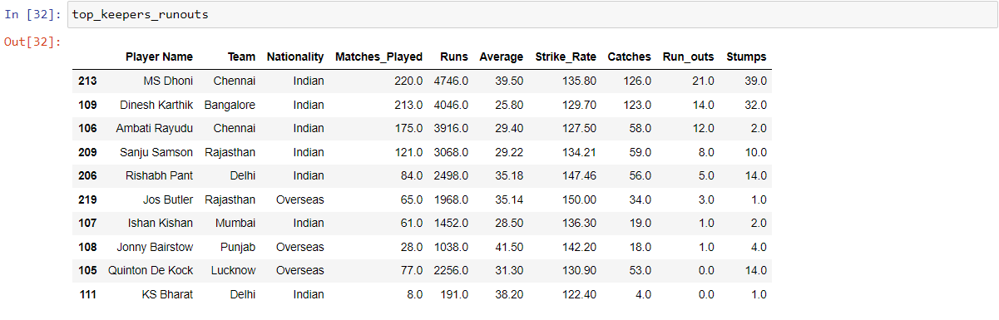 In [32]: top_keepers_runouts
Out[32]:
Player Name Team Nationality Matches_Played Runs Average Strike_Rate Catches Run_outs Stumps
213 MS Dhoni Chennai Indian 220.0 4746.0 39.50 135.80 126.0 21.0 39.0
109 Dinesh Karthik Bangalore Indian 213.0 4046.0 25.80 129.70 123.0 14.0 32.0
106 Ambati Rayudu Chennai Indian 175.0 3916.0 29.40 127.50 58.0 12.0 2.0
209 Sanju Samson Rajasthan Indian 121.0 3068.0 29.22 134.21 59.0 8.0 10.0
206 Rishabh Pant Delhi Indian 84.0 2498.0 35.18 147.46 56.0 5.0 14.0
219 Jos Butler Rajasthan Overseas 65.0 1968.0 35.14 150.00 34.0 3.0 1.0
107 Ishan Kishan Mumbai Indian 61.0 1452.0 28.50 136.30 19.0 1.0 2.0
108 Jonny Bairstow Punjab Overseas 28.0 1038.0 41.50 142.20 18.0 1.0 4.0
105 Quinton De Kock Lucknow Overseas 77.0 2256.0 31.30 130.90 53.0 0.0 14.0
111 KS Bharat Delhi Indian 8.0 191.0 38.20 122.40 4.0 0.0 1.0